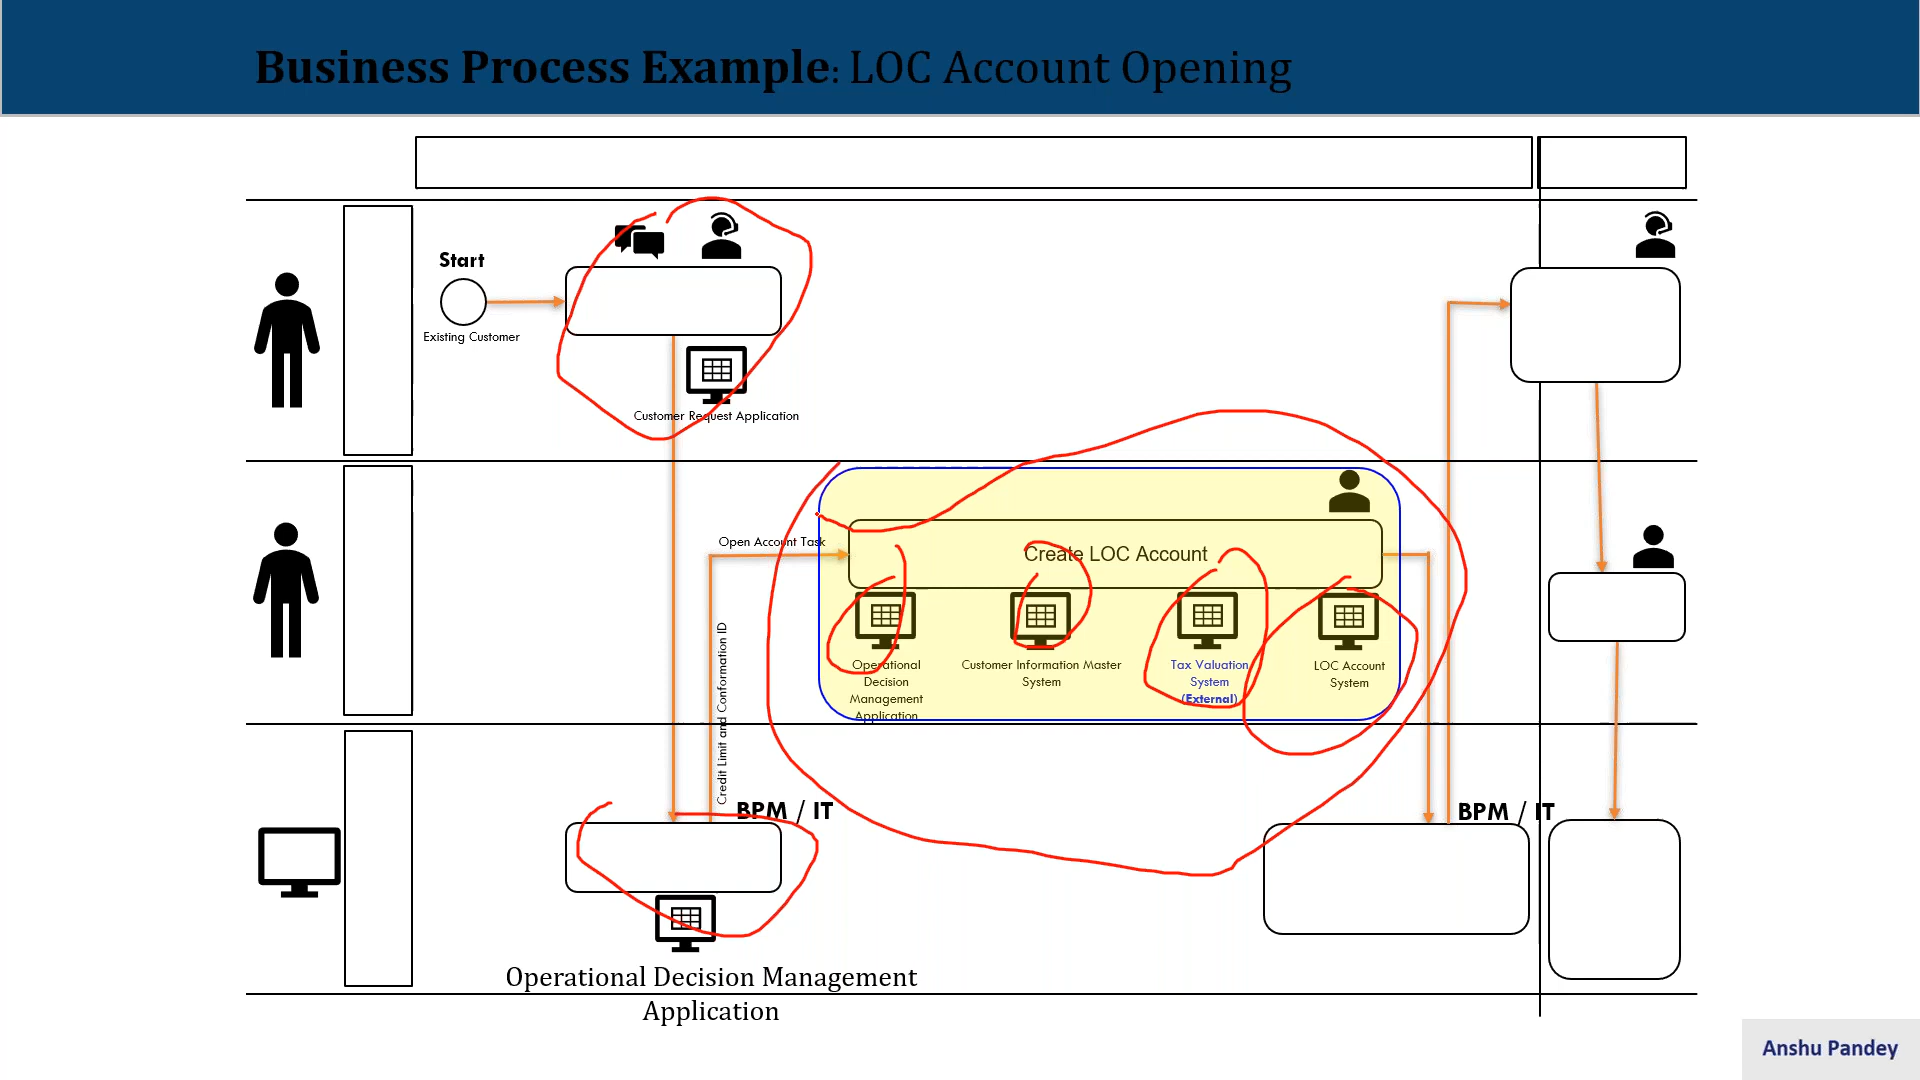 Business Process Example: LOC Account Opening
Start
Existing Customer
Customer Request Application
Open Account Task
Create LOC Account
Operational
Decision
Management
Application
Customer Information Master
System
Tax Valuation
System
(External)
LOC Account
System
Credit Limit and Conformation ID
BPM / IT
BPM / IT
Operational Decision Management
Application
Anshu Pandey